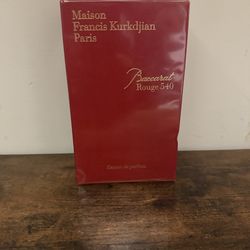 Maison
Francis Kurkdjian
Paris
Baccarat
Rouge 540
Extrait de parfum